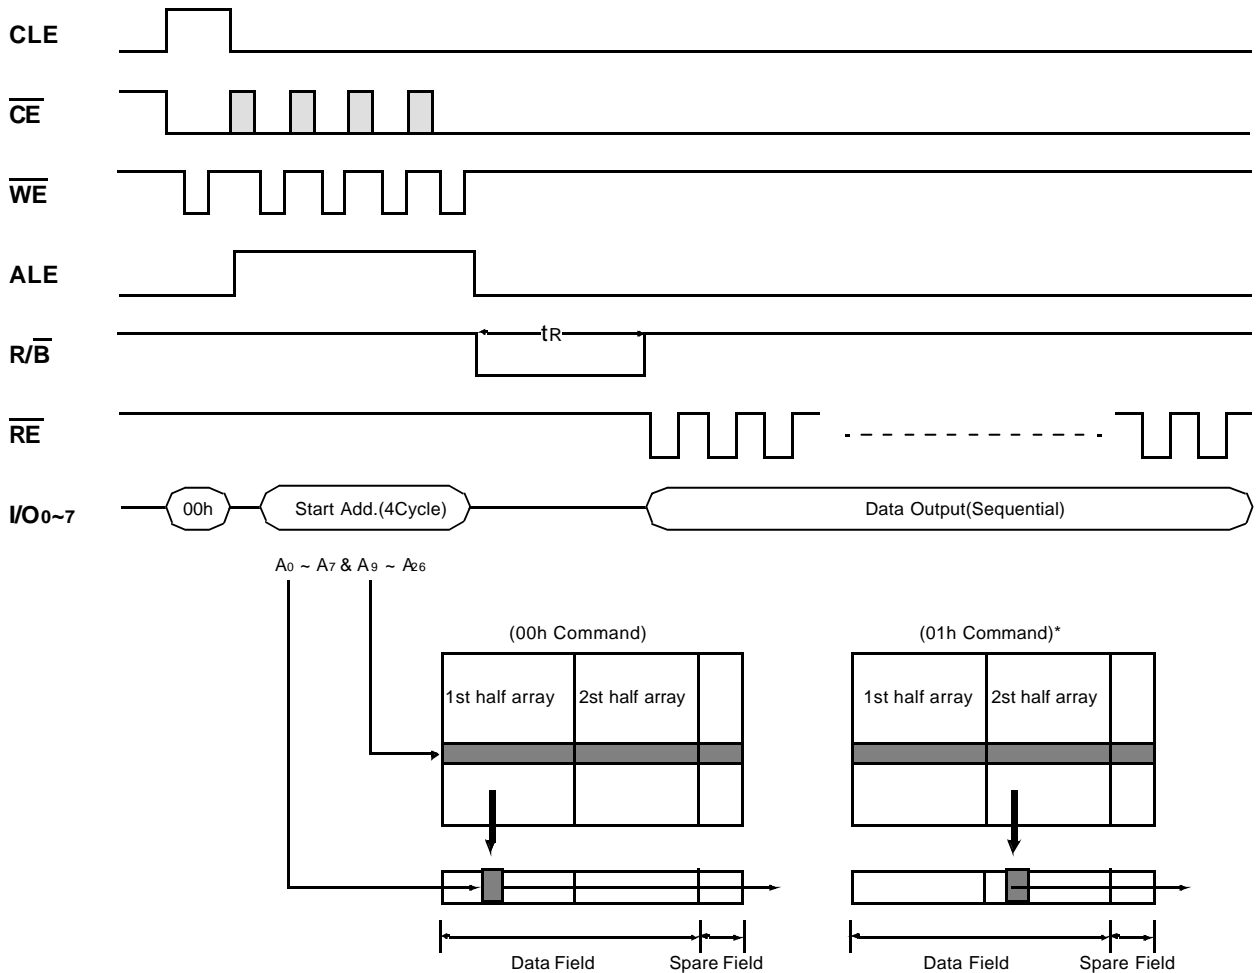 CLE
CE
WE
ALE
R/B
tR
RE
I/O0~7
00h
Start Add.(4Cycle)
Data Output(Sequential)
A0 ~ A7 & A9 ~ A26
(00h Command)
(01h Command)*
1st half array
2st half array
1st half array
2st half array
Data Field
Spare Field
Data Field
Spare Field